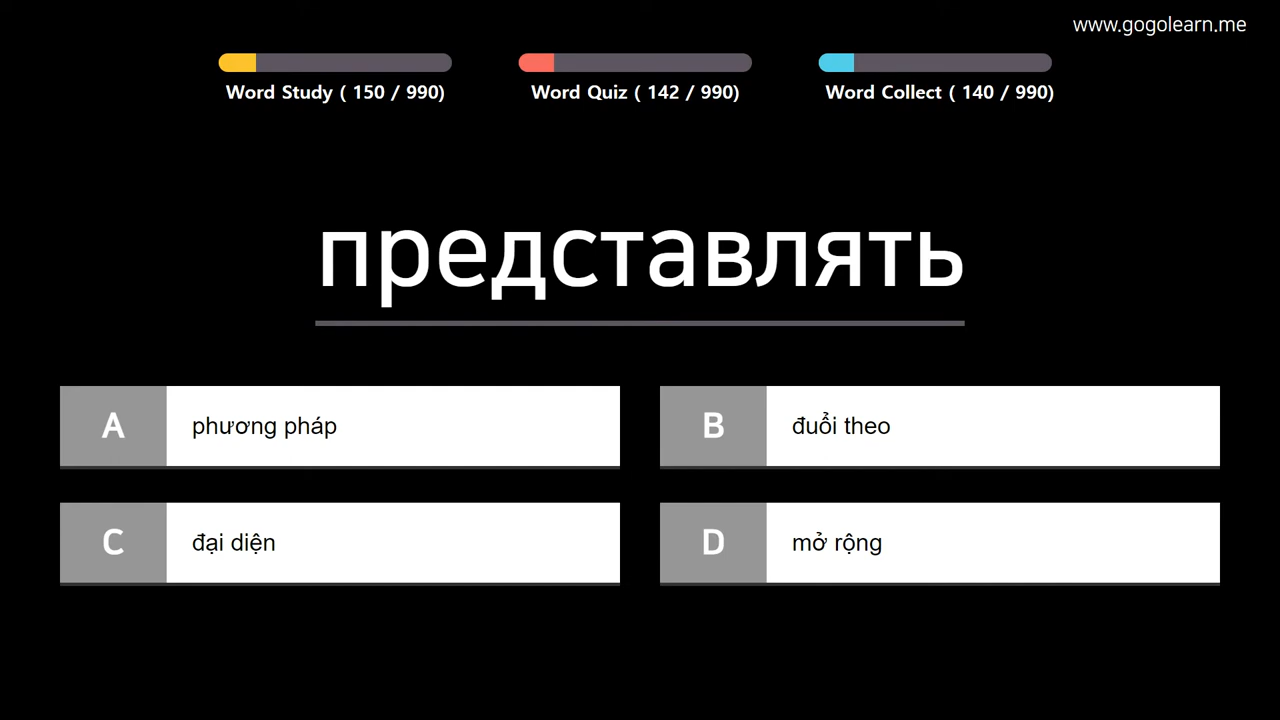 www.gogolearn.me
Word Study ( 150 / 990)
Word Quiz ( 142 / 990)
Word Collect ( 140 / 990)
представлять
A phương pháp
B đuổi theo
C đại diện
D mở rộng